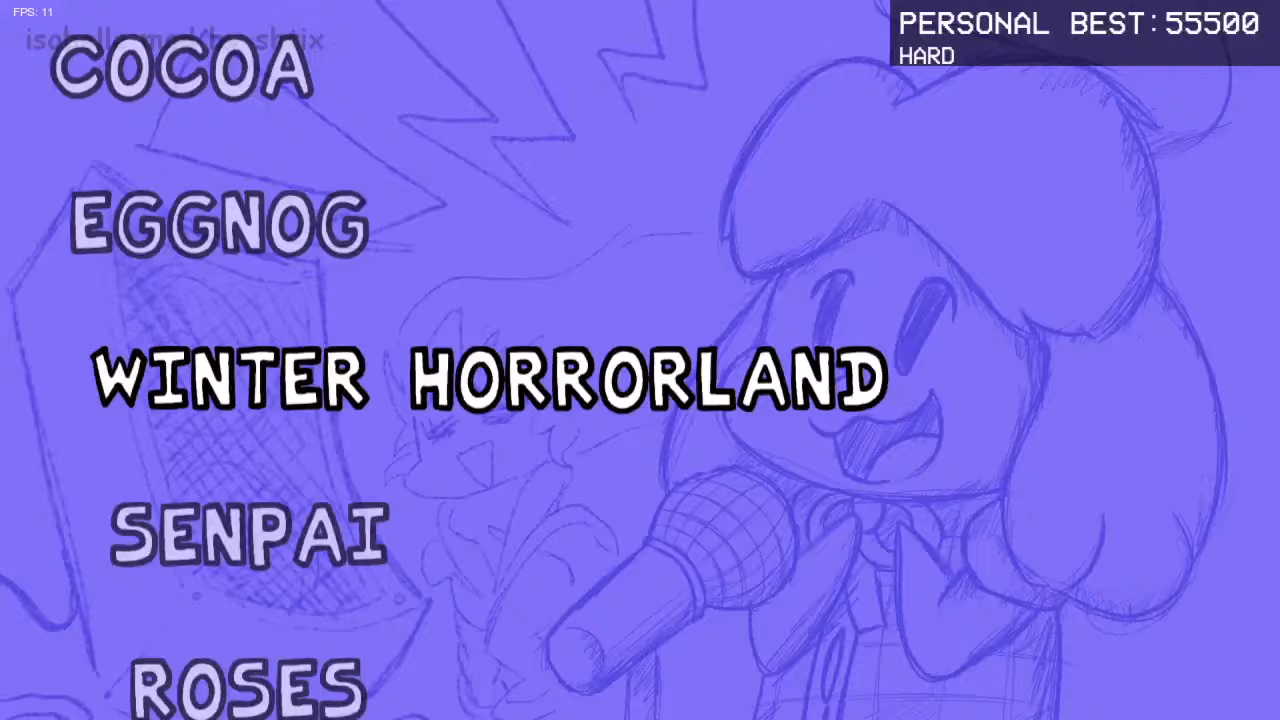 FPS: 11
PERSONAL BEST:55500
HARD
COCOA
EGGNOG
WINTER HORRORLAND
SENPAI
ROSES